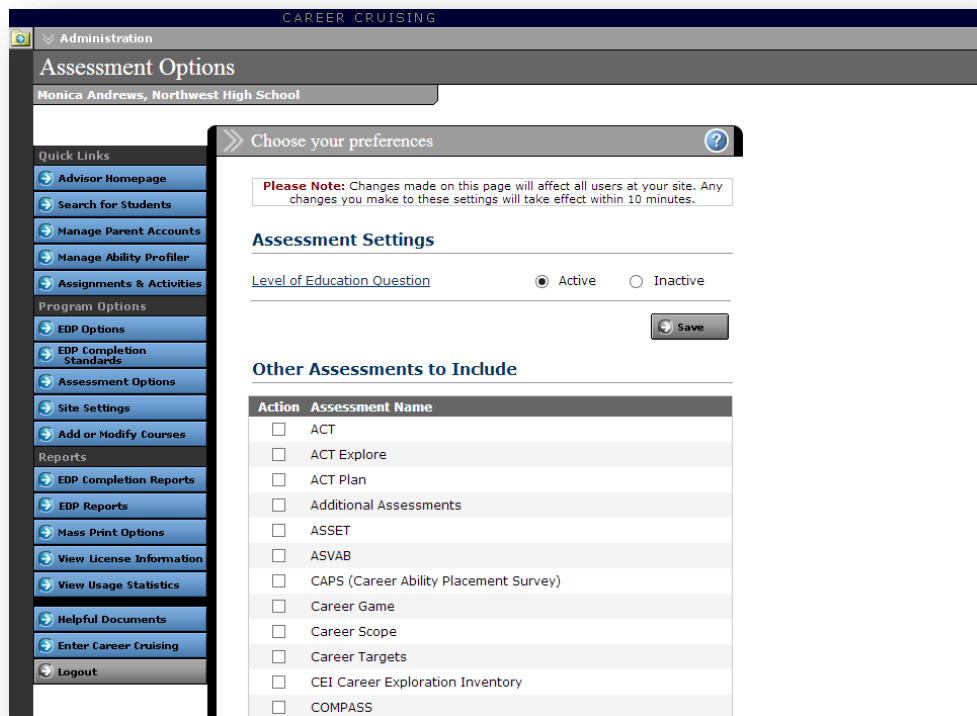 CAREER CRUISING
Administration
Assessment Options
Monica Andrews, Northwest High School
Quick Links
Advisor Homepage
Search for Students
Manage Parent Accounts
Manage Ability Profiler
Assignments & Activities
Program Options
EDP Options
EDP Completion
Standards
Assessment Options
Site Settings
Add or Modify Courses
Reports
EDP Completion Reports
EDP Reports
Mass Print Options
View License Information
View Usage Statistics
Helpful Documents
Enter Career Cruising
Logout
Choose your preferences ?
Please Note: Changes made on this page will affect all users at your site. Any
changes you make to these settings will take effect within 10 minutes.
Assessment Settings
Level of Education Question Active Inactive
Save
Other Assessments to Include
Action Assessment Name
ACT
ACT Explore
ACT Plan
Additional Assessments
ASSET
ASVAB
CAPS (Career Ability Placement Survey)
Career Game
Career Scope
Career Targets
CEI Career Exploration Inventory
COMPASS